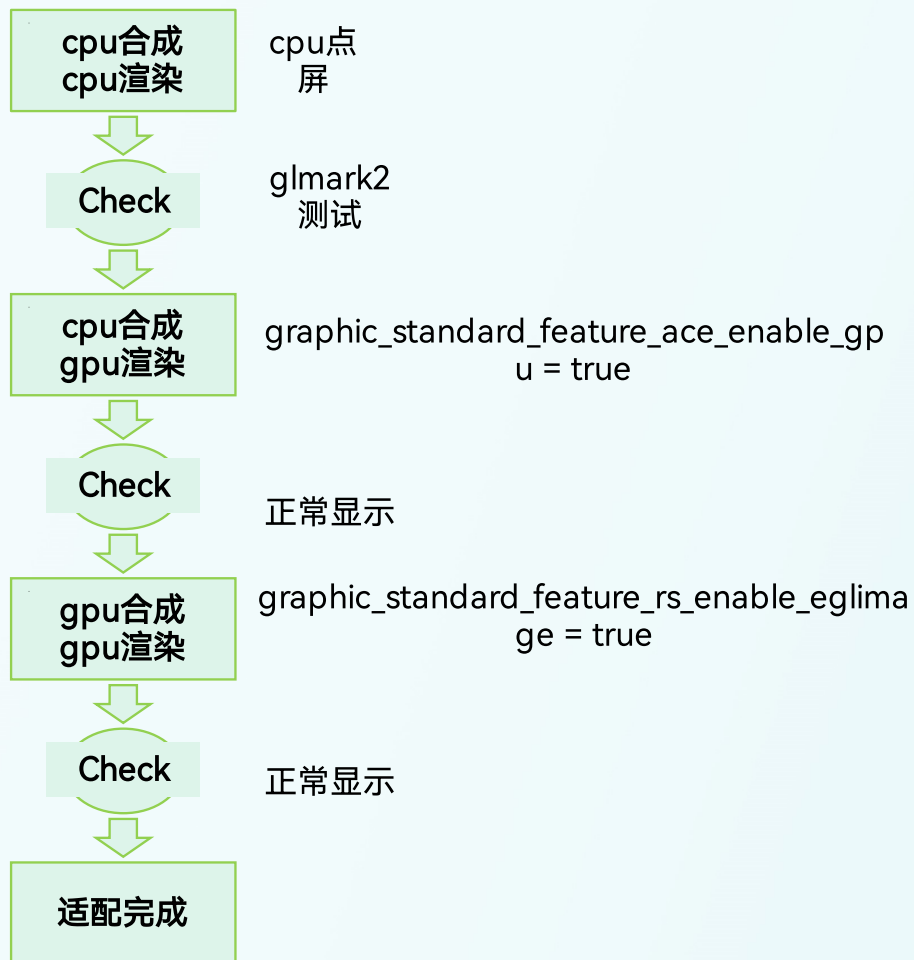 cpu合成
cpu渲染
cpu点
屏
Check
glmark2
测试
cpu合成
gpu渲染
graphic_standard_feature_ace_enable_gp
u = true
Check
正常显示
gpu合成
gpu渲染
graphic_standard_feature_rs_enable_eglima
ge = true
Check
正常显示
适配完成